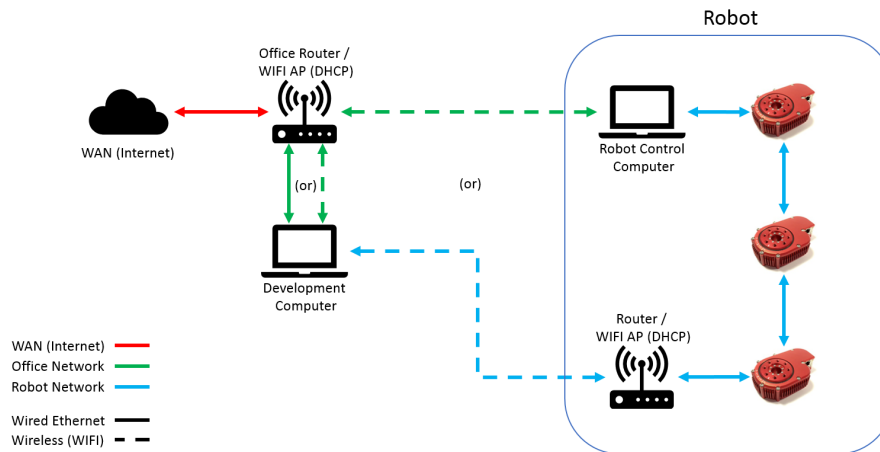 Robot
Office Router /
WIFI AP (DHCP)
WAN (Internet)
Robot Control
Computer
(or)
(or)
Development
Computer
Router /
WIFI AP (DHCP)
WAN (Internet)
Office Network
Robot Network
Wired Ethernet
Wireless (WIFI)